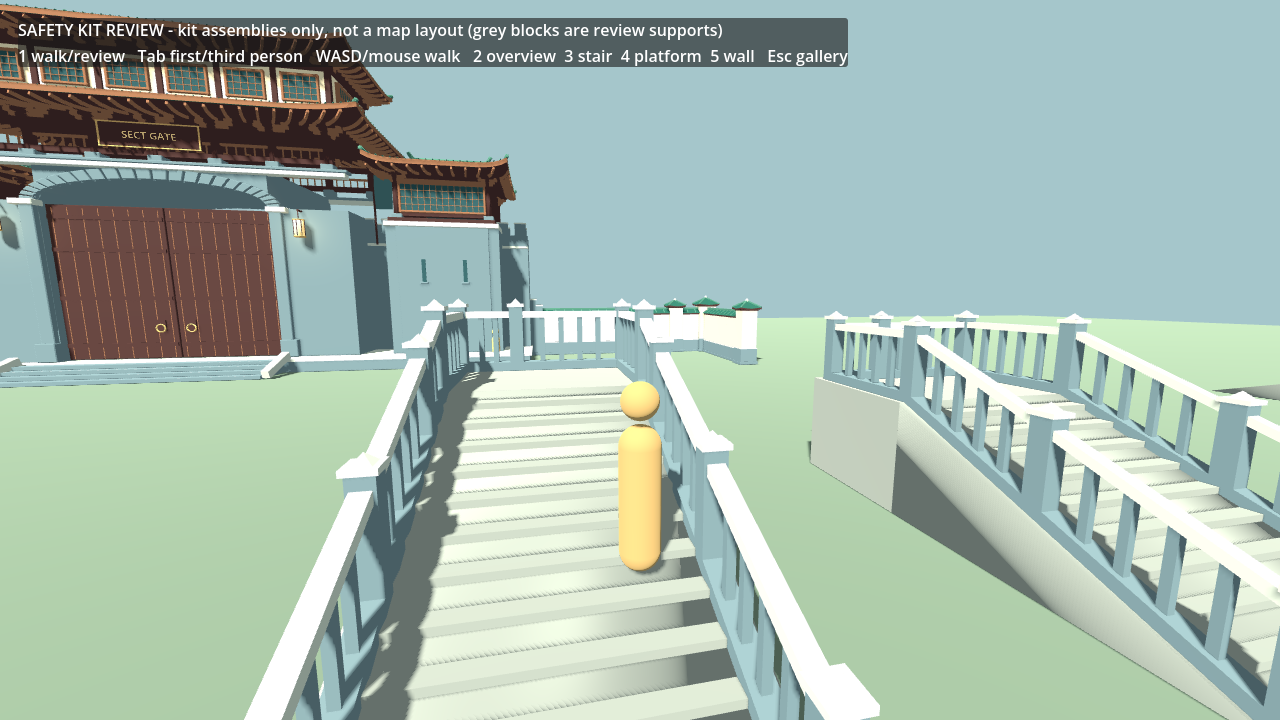 SAFETY KIT REVIEW - kit assemblies only, not a map layout (grey blocks are review supports)
1 walk/review   Tab first/third person   WASD/mouse walk   2 overview   3 stair   4 platform   5 wall   Esc gallery
SECT GATE